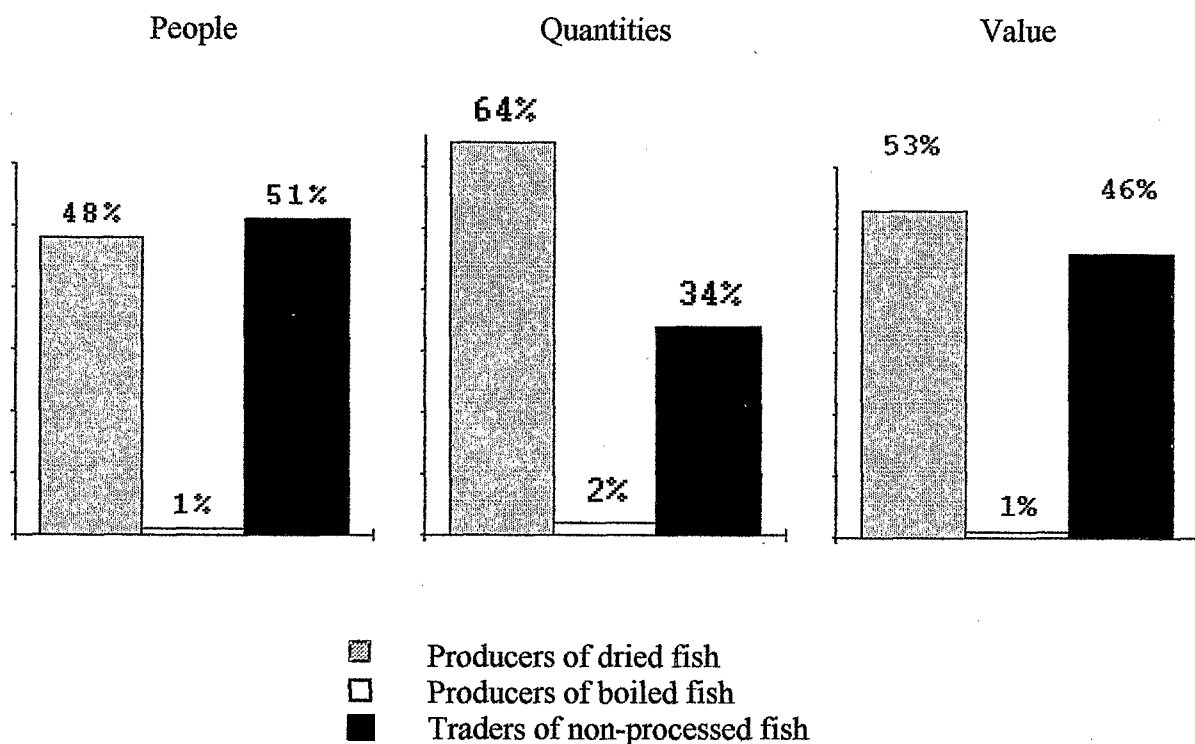 People
Quantities
Value
48%
1%
51%
64%
2%
34%
53%
1%
46%
Producers of dried fish
Producers of boiled fish
Traders of non-processed fish